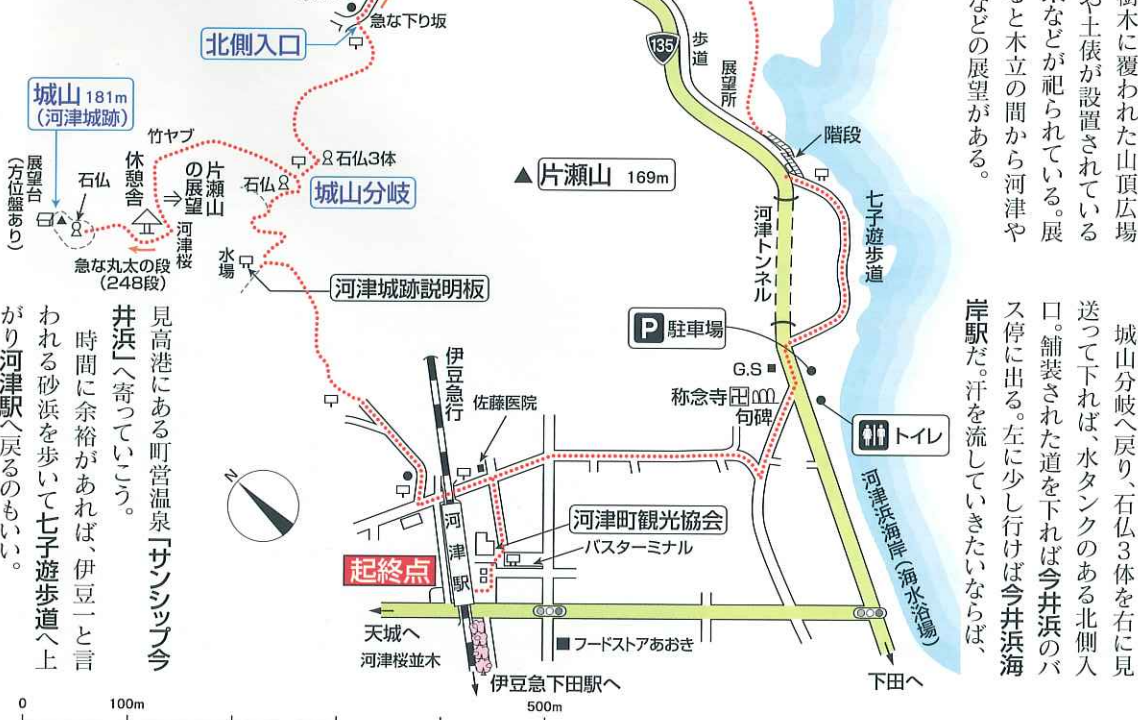 樹木に覆われた山頂広場
や土俵が設置されている
などが祀られている。展
ると木立の間から河津や
などの展望がある。
城山分岐へ戻り、石仏3体を右に見
送って下れば、水タンクのある北側入
口。舗装された道を下れば今井浜のバ
ス停に出る。左に少し行けば今井浜海
岸駅だ。汗を流していきたいならば、
見高港にある町営温泉「サンシップ今
井浜」へ寄っていこう。
時間に余裕があれば、伊豆一と言
われる砂浜を歩いて七子遊歩道へ上
がり河津駅へ戻るのもいい。
急な下り坂
北側入口
135
歩道
展望所
階段
城山 181m
(河津城跡)
竹ヤブ
石仏3体
城山分岐
片瀬山 169m
七子遊歩道
展望台
(方位盤あり)
石仏
休憩舎
片瀬山
の展望
石仏
河津桜
急な丸太の段
(248段)
水場
河津城跡説明板
河津トンネル
P 駐車場
G.S
称念寺
句碑
トイレ
河津浜海岸(海水浴場)
伊豆急行
佐藤医院
N
河津町観光協会
バスターミナル
河津駅
起終点
天城へ
河津桜並木
フードストアあおき
伊豆急下田駅へ
下田へ
0
100m
500m